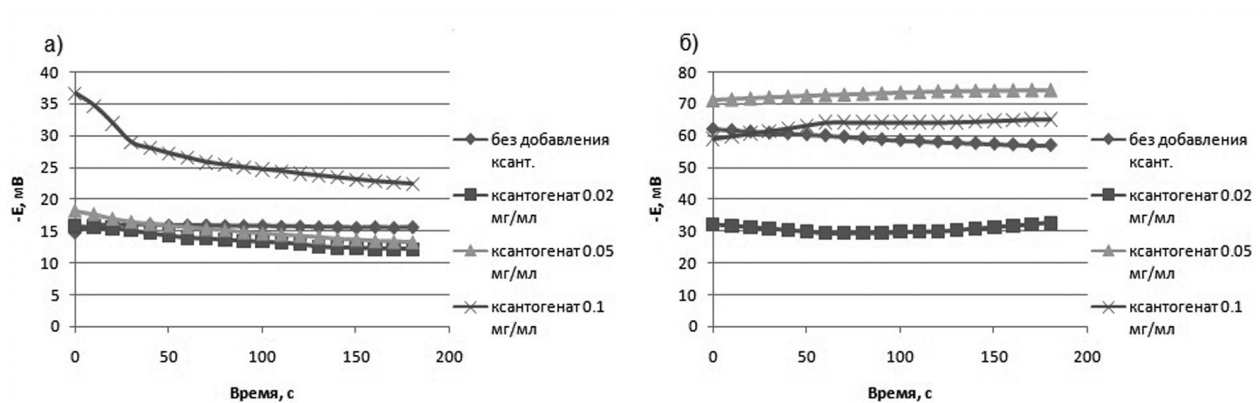 а)
40
35
30
25
20
15
10
5
0
-Е, мВ
0 50 100 150 200
Время, с
без добавления
ксант.
ксантогенат 0.02
мг/мл
ксантогенат 0.05
мг/мл
ксантогенат 0.1
мг/мл
б)
80
70
60
50
40
30
20
10
0
-Е, мВ
0 50 100 150 200
Время, с
без добавления
ксант.
ксантогенат 0.02
мг/мл
ксантогенат 0.05
мг/мл
ксантогенат 0.1
мг/мл